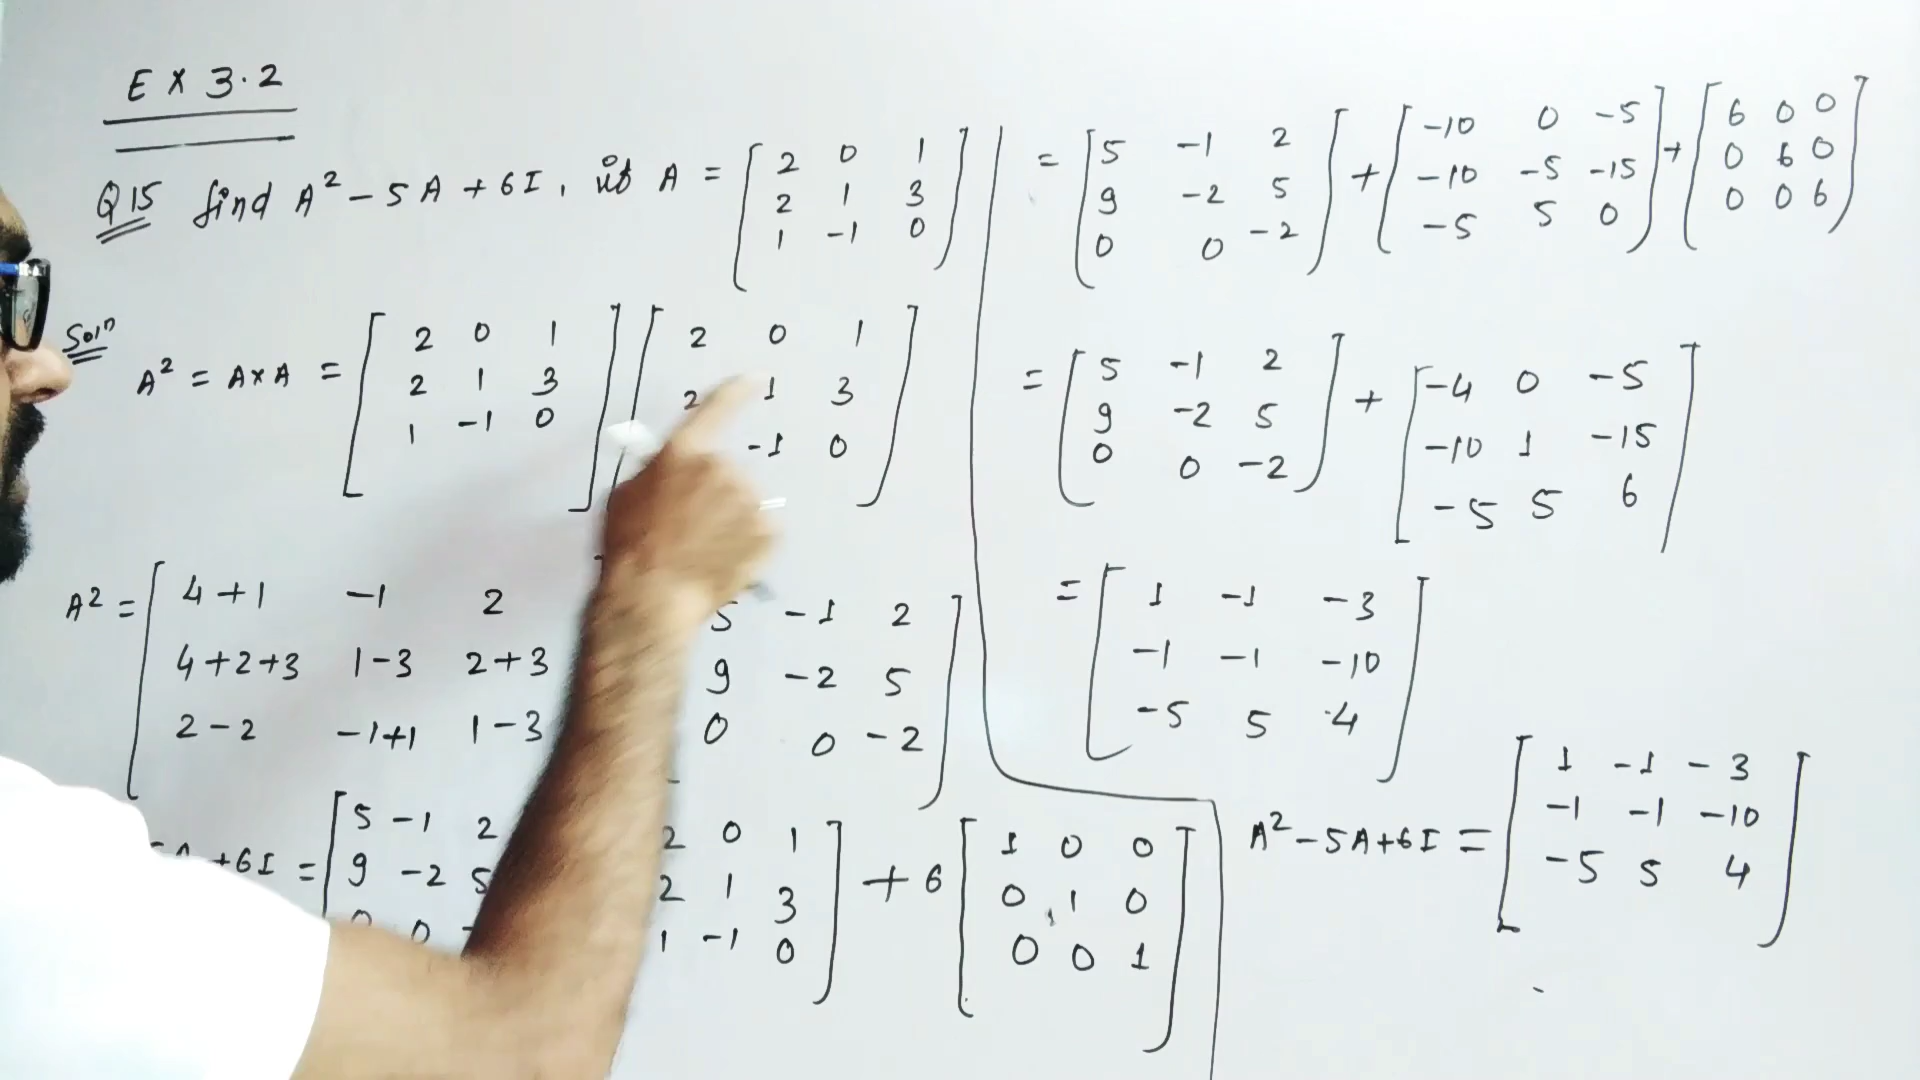 EX 3.2
Q15 find A² - 5A + 6I, if A = [2 0 1
2 1 3
1 -1 0]
Solⁿ
A² = A×A = [2 0 1
2 1 3
1 -1 0] [2 0 1
2 1 3
-1 0]
A² = [4+1 -1 2
4+2+3 1-3 2+3
2-2 -1+1 1-3
5 -1 2
9 -2 5
0 0 -2]
+6I = [5 -1 2
9 -2 5
0 0
2 0 1
2 1 3
1 -1 0] + 6 [1 0 0
0 1 0
0 0 1]
= [5 -1 2
9 -2 5
0 0 -2] + [-10 0 -5
-10 -5 -15
-5 5 0] + [6 0 0
0 6 0
0 0 6]
= [5 -1 2
9 -2 5
0 0 -2] + [-4 0 -5
-10 1 -15
-5 5 6]
= [1 -1 -3
-1 -1 -10
-5 5 4]
A² - 5A + 6I = [1 -1 -3
-1 -1 -10
-5 5 4]